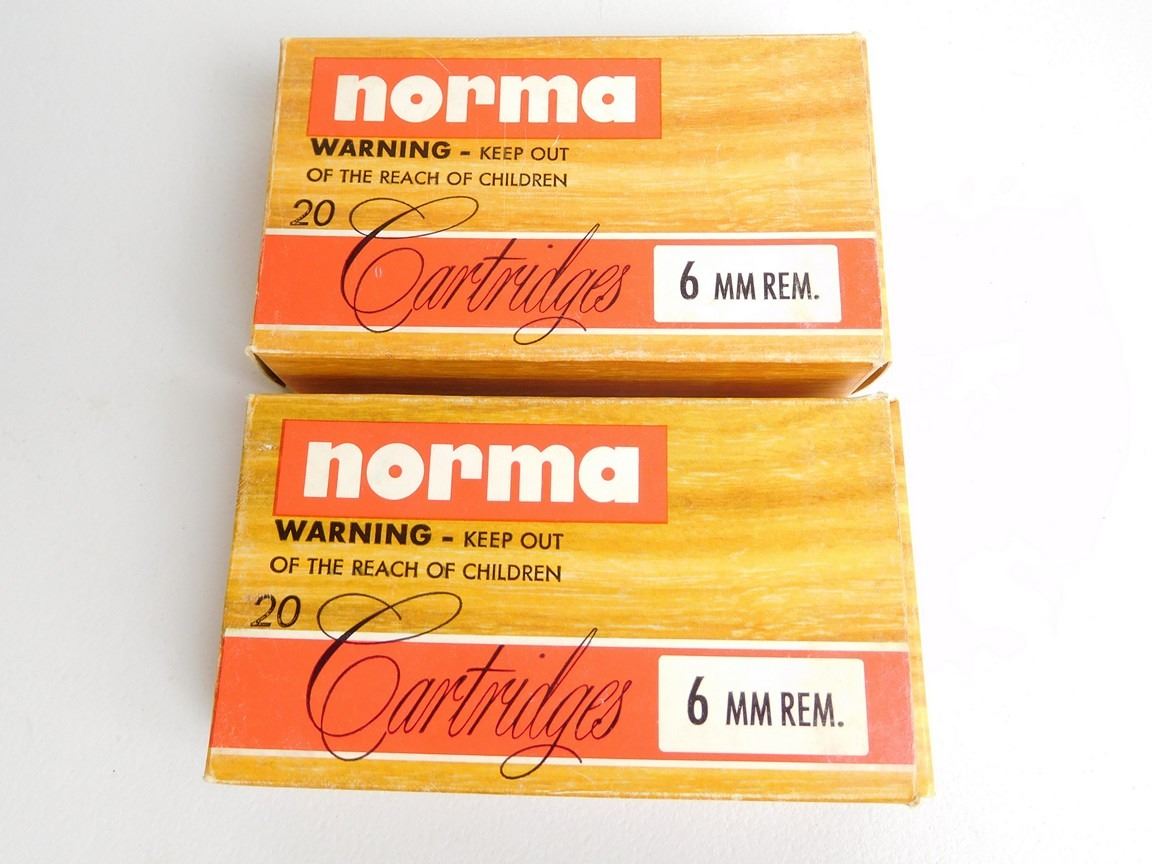 norma
WARNING - KEEP OUT
OF THE REACH OF CHILDREN
20 Cartridges
6 MM REM.
norma
WARNING - KEEP OUT
OF THE REACH OF CHILDREN
20 Cartridges
6 MM REM.